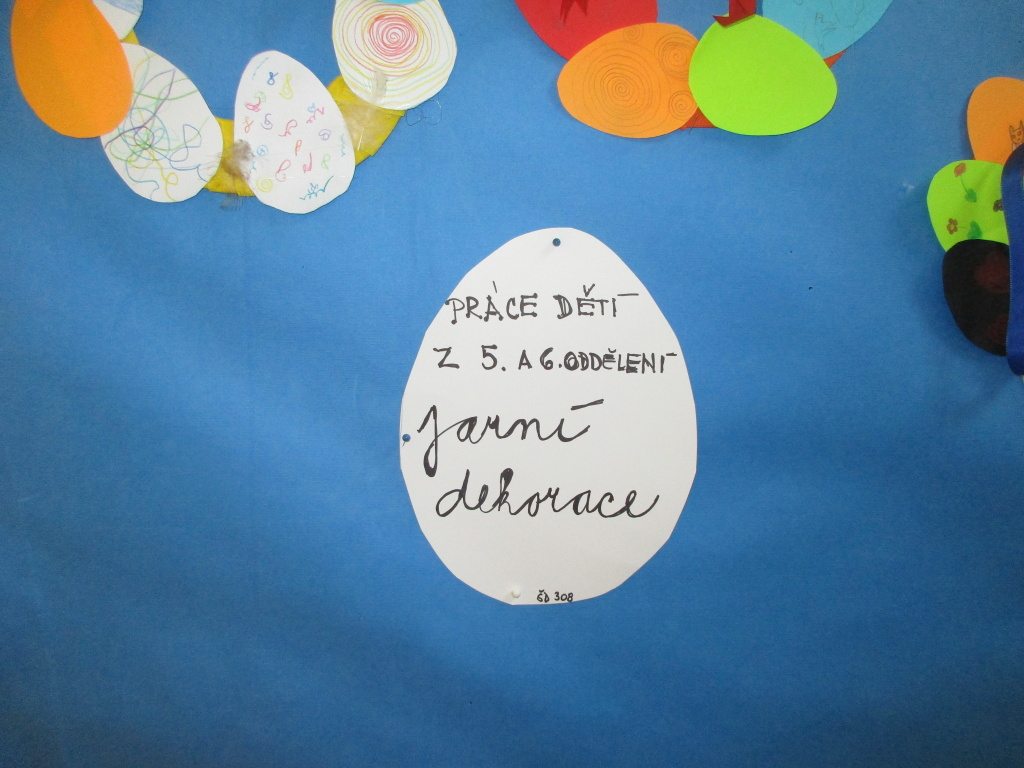 PRÁCE DĚTÍ
Z 5. A 6. ODDĚLENÍ
Jarní
dekorace
ŠD 308